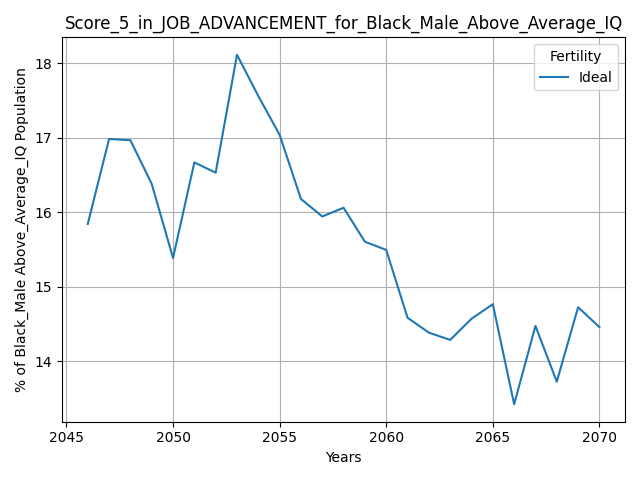 Score_5_in_JOB_ADVANCEMENT_for_Black_Male_Above_Average_IQ
Fertility
Ideal
% of Black_Male Above_Average_IQ Population
18
17
16
15
14
2045
2050
2055
2060
2065
2070
Years